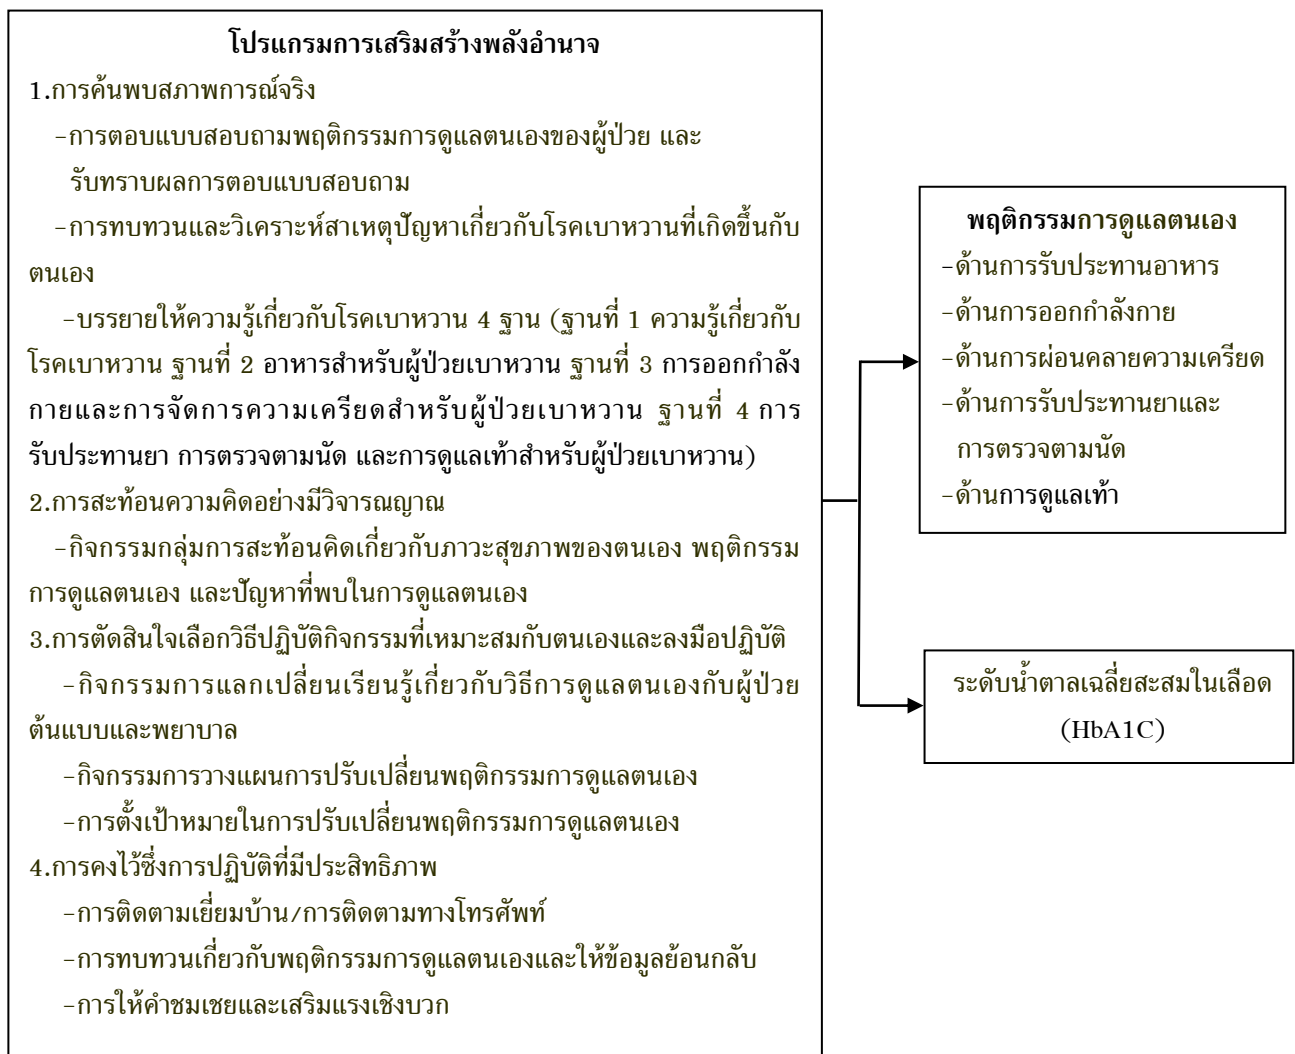 โปรแกรมการเสริมสร้างพลังอำนาจ
1.การค้นพบสภาพการณ์จริง
-การตอบแบบสอบถามพฤติกรรมการดูแลตนเองของผู้ป่วย และ
รับทราบผลการตอบแบบสอบถาม
-การทบทวนและวิเคราะห์สาเหตุปัญหาเกี่ยวกับโรคเบาหวานที่เกิดขึ้นกับ
ตนเอง
-บรรยายให้ความรู้เกี่ยวกับโรคเบาหวาน 4 ฐาน (ฐานที่ 1 ความรู้เกี่ยวกับ
โรคเบาหวาน ฐานที่ 2 อาหารสำหรับผู้ป่วยเบาหวาน ฐานที่ 3 การออกกำลัง
กายและการจัดการความเครียดสำหรับผู้ป่วยเบาหวาน ฐานที่ 4 การ
รับประทานยา การตรวจตามนัด และการดูแลเท้าสำหรับผู้ป่วยเบาหวาน)
2.การสะท้อนความคิดอย่างมีวิจารณญาณ
-กิจกรรมกลุ่มการสะท้อนคิดเกี่ยวกับภาวะสุขภาพของตนเอง พฤติกรรม
การดูแลตนเอง และปัญหาที่พบในการดูแลตนเอง
3.การตัดสินใจเลือกวิธีปฏิบัติกิจกรรมที่เหมาะสมกับตนเองและลงมือปฏิบัติ
-กิจกรรมการแลกเปลี่ยนเรียนรู้เกี่ยวกับวิธีการดูแลตนเองกับผู้ป่วย
ต้นแบบและพยาบาล
-กิจกรรมการวางแผนการปรับเปลี่ยนพฤติกรรมการดูแลตนเอง
-การตั้งเป้าหมายในการปรับเปลี่ยนพฤติกรรมการดูแลตนเอง
4.การคงไว้ซึ่งการปฏิบัติที่มีประสิทธิภาพ
-การติดตามเยี่ยมบ้าน/การติดตามทางโทรศัพท์
-การทบทวนเกี่ยวกับพฤติกรรมการดูแลตนเองและให้ข้อมูลย้อนกลับ
-การให้คำชมเชยและเสริมแรงเชิงบวก
พฤติกรรมการดูแลตนเอง
-ด้านการรับประทานอาหาร
-ด้านการออกกำลังกาย
-ด้านการผ่อนคลายความเครียด
-ด้านการรับประทานยาและ
การตรวจตามนัด
-ด้านการดูแลเท้า
ระดับน้ำตาลเฉลี่ยสะสมในเลือด
(HbA1C)